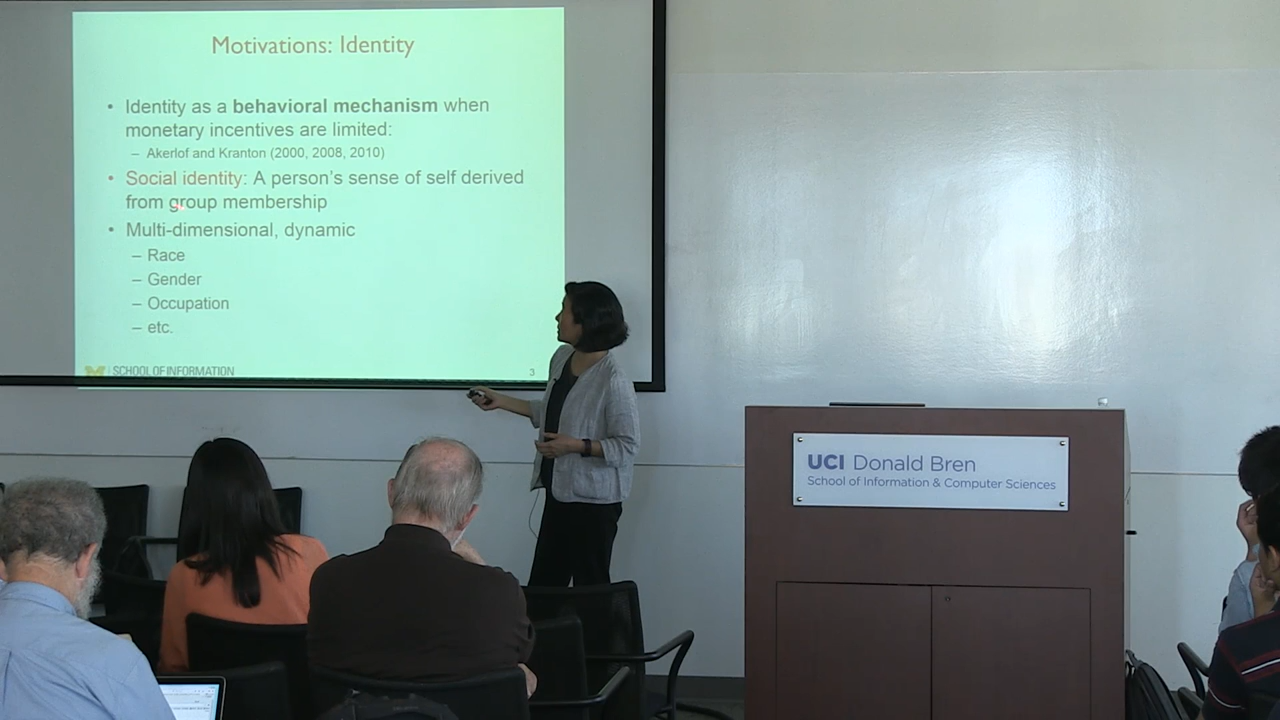 Motivations: Identity
• Identity as a behavioral mechanism when
monetary incentives are limited:
– Akerlof and Kranton (2000, 2008, 2010)
• Social identity: A person's sense of self derived
from group membership
• Multi-dimensional, dynamic
– Race
– Gender
– Occupation
– etc.
M SCHOOL OF INFORMATION
3
UCI Donald Bren
School of Information & Computer Sciences